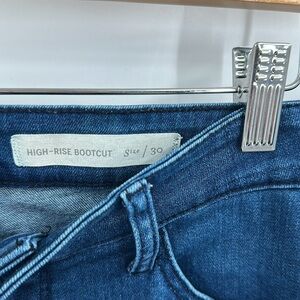 HIGH-RISE BOOTCUT Size / 30